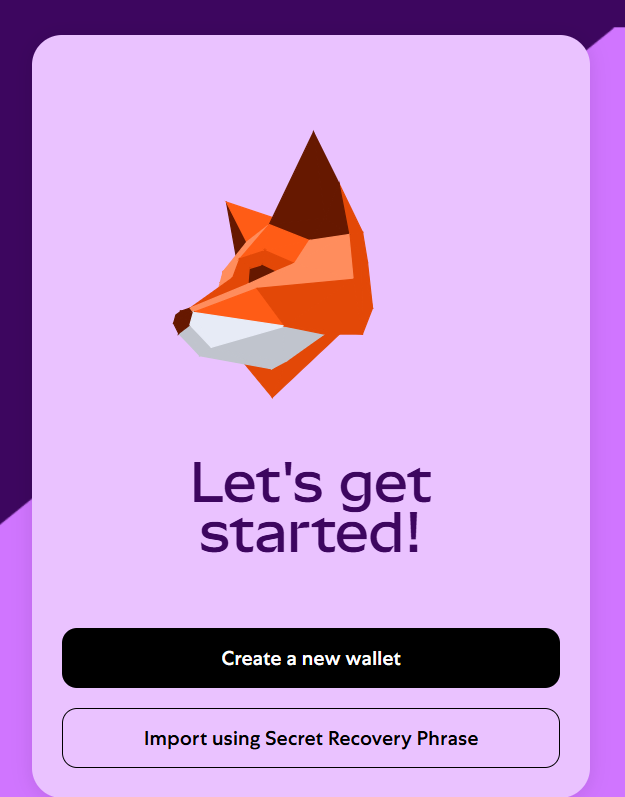 Let's get
started!
Create a new wallet
Import using Secret Recovery Phrase